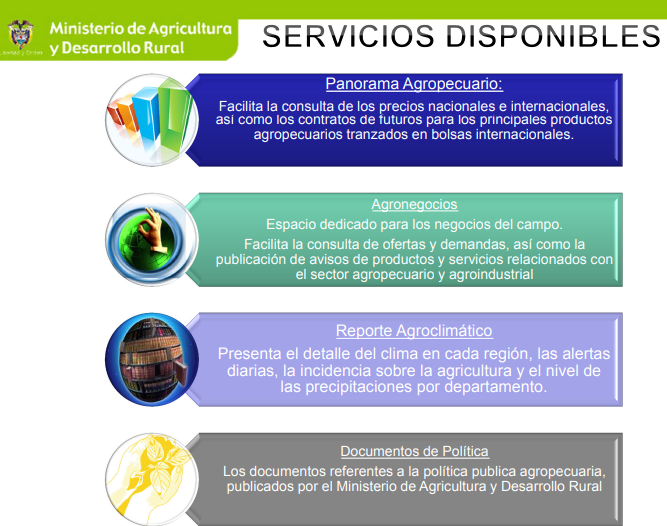 Ministerio de Agricultura
y Desarrollo Rural
Libertad y Orden
SERVICIOS DISPONIBLES
Panorama Agropecuario:
Facilita la consulta de los precios nacionales e internacionales,
así como los contratos de futuros para los principales productos
agropecuarios tranzados en bolsas internacionales.
Agronegocios
Espacio dedicado para los negocios del campo.
Facilita la consulta de ofertas y demandas, así como la
publicación de avisos de productos y servicios relacionados con
el sector agropecuario y agroindustrial
Reporte Agroclimático
Presenta el detalle del clima en cada región, las alertas
diarias, la incidencia sobre la agricultura y el nivel de
las precipitaciones por departamento.
Documentos de Política
Los documentos referentes a la política publica agropecuaria,
publicados por el Ministerio de Agricultura y Desarrollo Rural